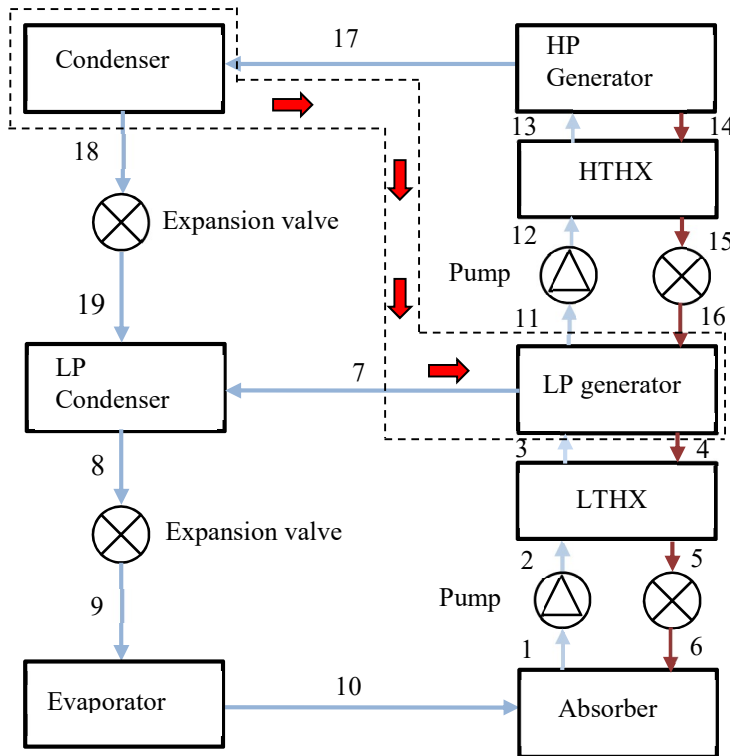 17
Condenser
HP
Generator
13
14
18
HTHX
Expansion valve
12
15
Pump
19
11
16
LP
Condenser
7
LP generator
3
4
8
LTHX
Expansion valve
2
5
9
Pump
1
6
10
Evaporator
Absorber